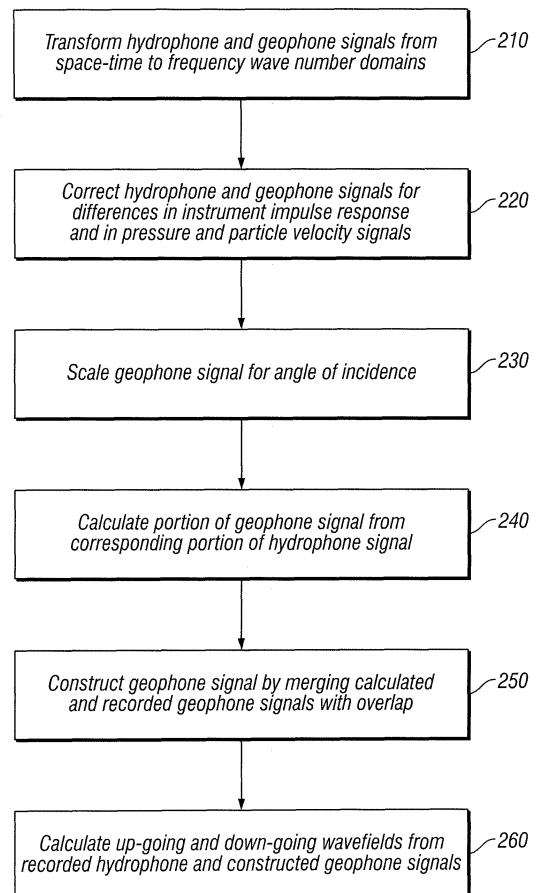 Transform hydrophone and geophone signals from
space-time to frequency wave number domains
210
Correct hydrophone and geophone signals for
differences in instrument impulse response
and in pressure and particle velocity signals
220
Scale geophone signal for angle of incidence
230
Calculate portion of geophone signal from
corresponding portion of hydrophone signal
240
Construct geophone signal by merging calculated
and recorded geophone signals with overlap
250
Calculate up-going and down-going wavefields from
recorded hydrophone and constructed geophone signals
260